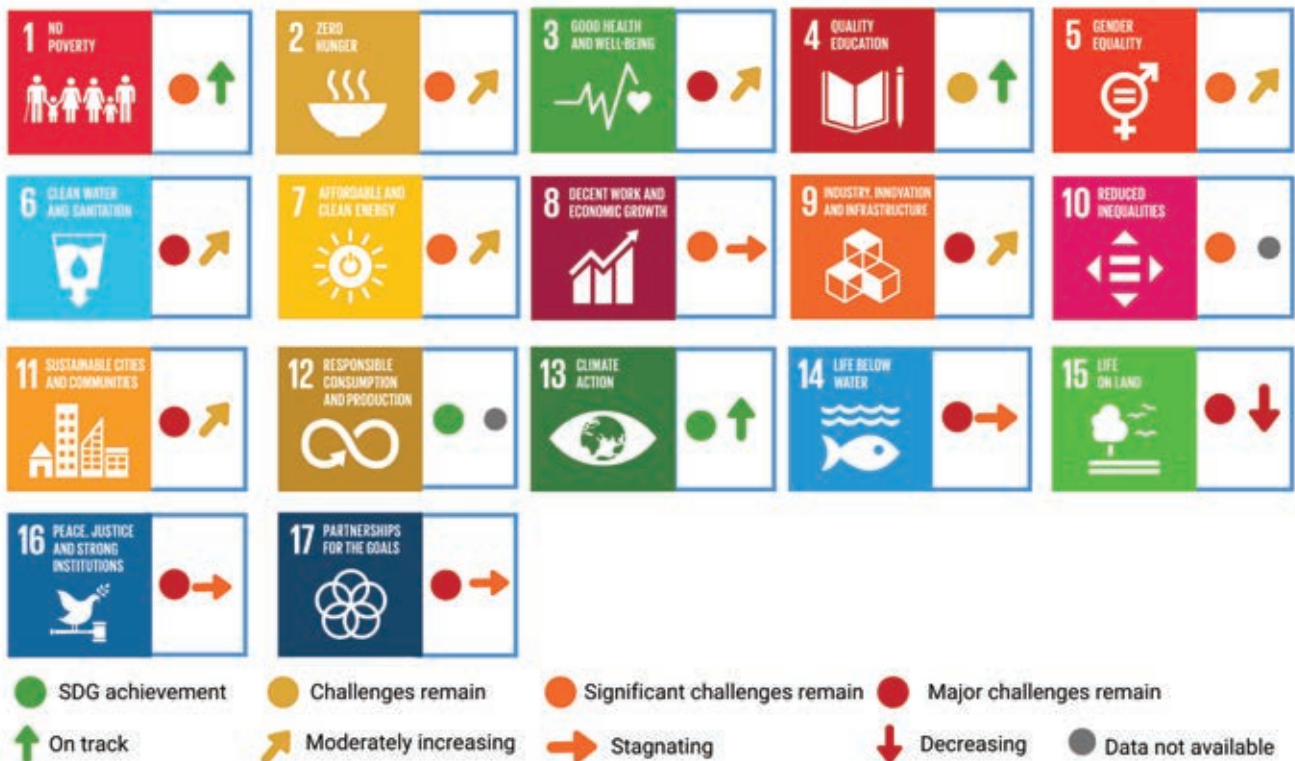 1 NO
POVERTY
2 ZERO
HUNGER
3 GOOD HEALTH
AND WELL-BEING
4 QUALITY
EDUCATION
5 GENDER
EQUALITY
6 CLEAN WATER
AND SANITATION
7 AFFORDABLE AND
CLEAN ENERGY
8 DECENT WORK AND
ECONOMIC GROWTH
9 INDUSTRY, INNOVATION
AND INFRASTRUCTURE
10 REDUCED
INEQUALITIES
11 SUSTAINABLE CITIES
AND COMMUNITIES
12 RESPONSIBLE
CONSUMPTION
AND PRODUCTION
13 CLIMATE
ACTION
14 LIFE BELOW
WATER
15 LIFE
ON LAND
16 PEACE, JUSTICE
AND STRONG
INSTITUTIONS
17 PARTNERSHIPS
FOR THE GOALS
SDG achievement
Challenges remain
Significant challenges remain
Major challenges remain
On track
Moderately increasing
Stagnating
Decreasing
Data not available